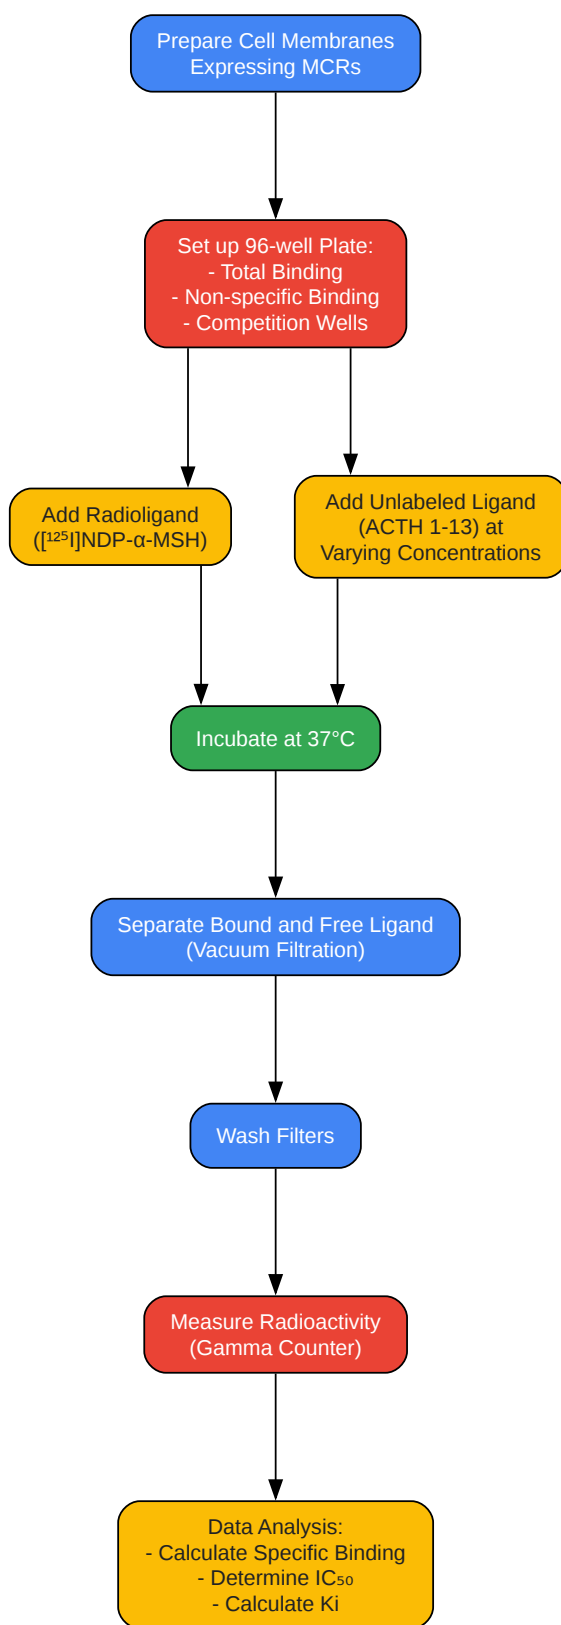 Prepare Cell Membranes
Expressing MCRs
Set up 96-well Plate:
- Total Binding
- Non-specific Binding
- Competition Wells
Add Radioligand
([¹²⁵I]NDP-α-MSH)
Add Unlabeled Ligand
(ACTH 1-13) at
Varying Concentrations
Incubate at 37°C
Separate Bound and Free Ligand
(Vacuum Filtration)
Wash Filters
Measure Radioactivity
(Gamma Counter)
Data Analysis:
- Calculate Specific Binding
- Determine IC₅₀
- Calculate Ki